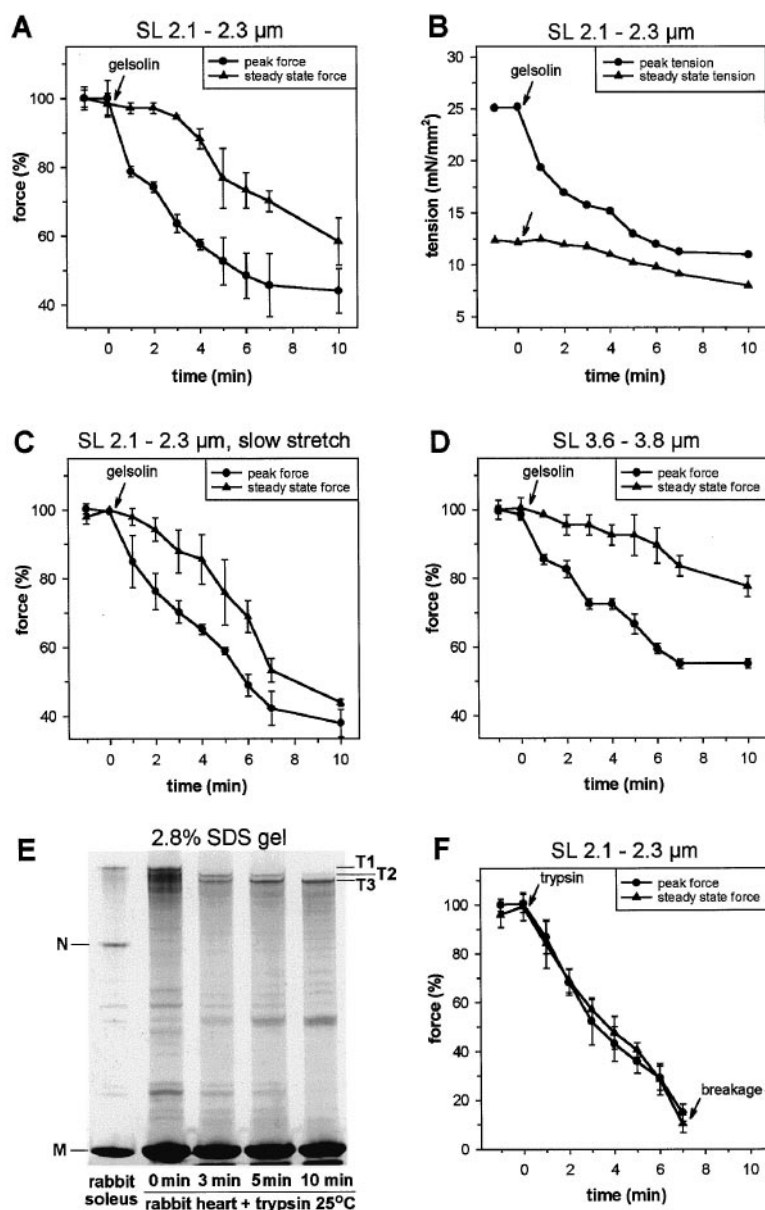 A
SL 2.1 - 2.3 µm
gelsolin
peak force
steady state force
100
80
60
40
force (%)
0 2 4 6 8 10
time (min)
B
SL 2.1 - 2.3 µm
gelsolin
peak tension
steady state tension
30
25
20
15
10
5
tension (mN/mm²)
0 2 4 6 8 10
time (min)
C
SL 2.1 - 2.3 µm, slow stretch
gelsolin
peak force
steady state force
100
80
60
40
force (%)
0 2 4 6 8 10
time (min)
D
SL 3.6 - 3.8 µm
gelsolin
peak force
steady state force
100
80
60
40
force (%)
0 2 4 6 8 10
time (min)
E
2.8% SDS gel
T1
T2
T3
N
M
rabbit
soleus
0 min 3 min 5min 10 min
rabbit heart + trypsin 25°C
F
SL 2.1 - 2.3 µm
trypsin
peak force
steady state force
breakage
100
80
60
40
20
0
force (%)
0 2 4 6 8 10
time (min)